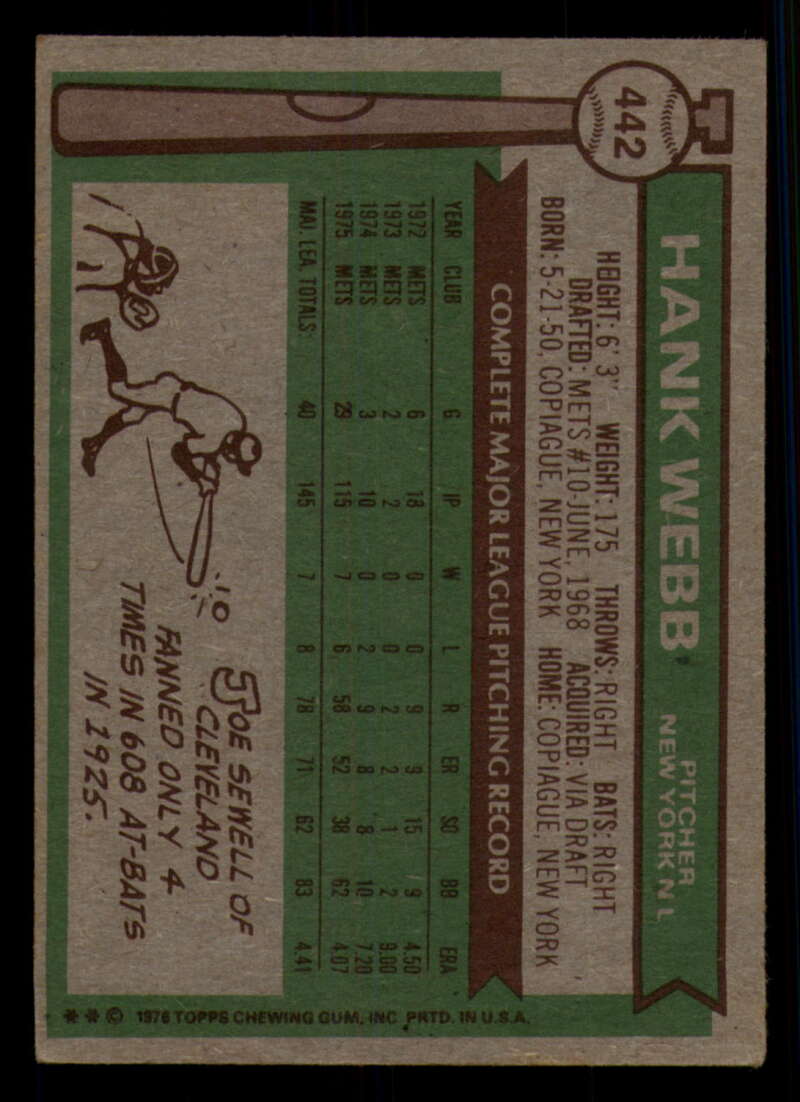 442
HANK WEBB
PITCHER
NEW YORK N L
HEIGHT: 6' 3" WEIGHT: 175 THROWS: RIGHT BATS: RIGHT
DRAFTED: METS #10-JUNE, 1968 ACQUIRED: VIA DRAFT
BORN: 5-21-50, COPIAGUE, NEW YORK HOME: COPIAGUE, NEW YORK
COMPLETE MAJOR LEAGUE PITCHING RECORD
YEAR CLUB G IP W L R ER SO BB ERA
1972 METS 6 18 0 0 9 9 15 9 4.50
1973 METS 2 2 0 0 2 2 1 2 9.00
1974 METS 3 10 0 2 9 8 8 10 7.20
1975 METS 29 115 7 6 58 52 38 62 4.07
MAJ. LEA. TOTALS: 40 145 7 8 78 71 62 83 4.41
JOE SEWELL OF
CLEVELAND
FANNED ONLY 4
TIMES IN 608 AT-BATS
IN 1925.
* * © 1976 TOPPS CHEWING GUM, INC. PRTD. IN U.S.A.